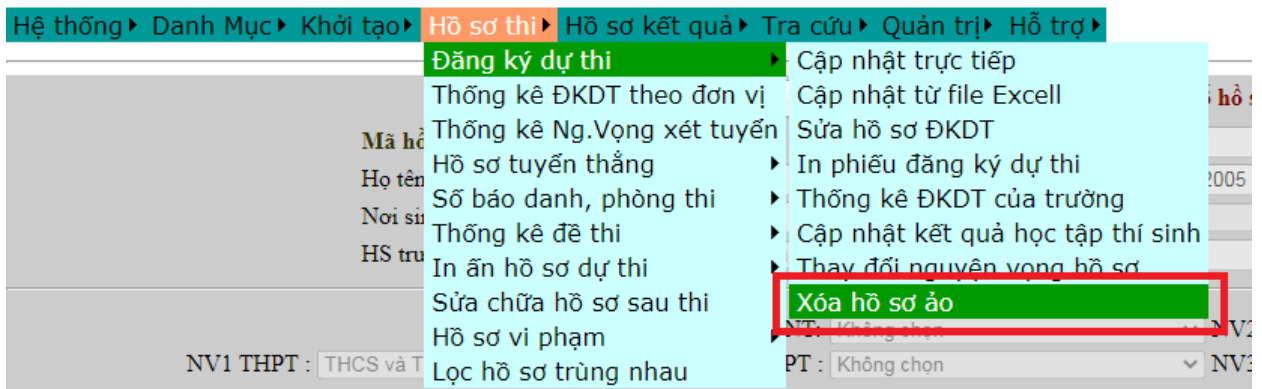 Hệ thống Danh Mục Khởi tạo Hồ sơ thi Hồ sơ kết quả Tra cứu Quản trị Hỗ trợ
Đăng ký dự thi
Thống kê ĐKDT theo đơn vị
Thống kê Ng.Vọng xét tuyển
Hồ sơ tuyển thẳng
Số báo danh, phòng thi
Thống kê đề thi
In ấn hồ sơ dự thi
Sửa chữa hồ sơ sau thi
Hồ sơ vi phạm
Lọc hồ sơ trùng nhau
Cập nhật trực tiếp
Cập nhật từ file Excell
Sửa hồ sơ ĐKDT
In phiếu đăng ký dự thi
Thống kê ĐKDT của trường
Cập nhật kết quả học tập thí sinh
Thay đổi nguyện vọng hồ sơ
Xóa hồ sơ ảo
hồ
Mã
Họ tên
2005
Nơi
HS
NT: Không chọn NV2
NV1 THPT : THCS và Không chọn NV3